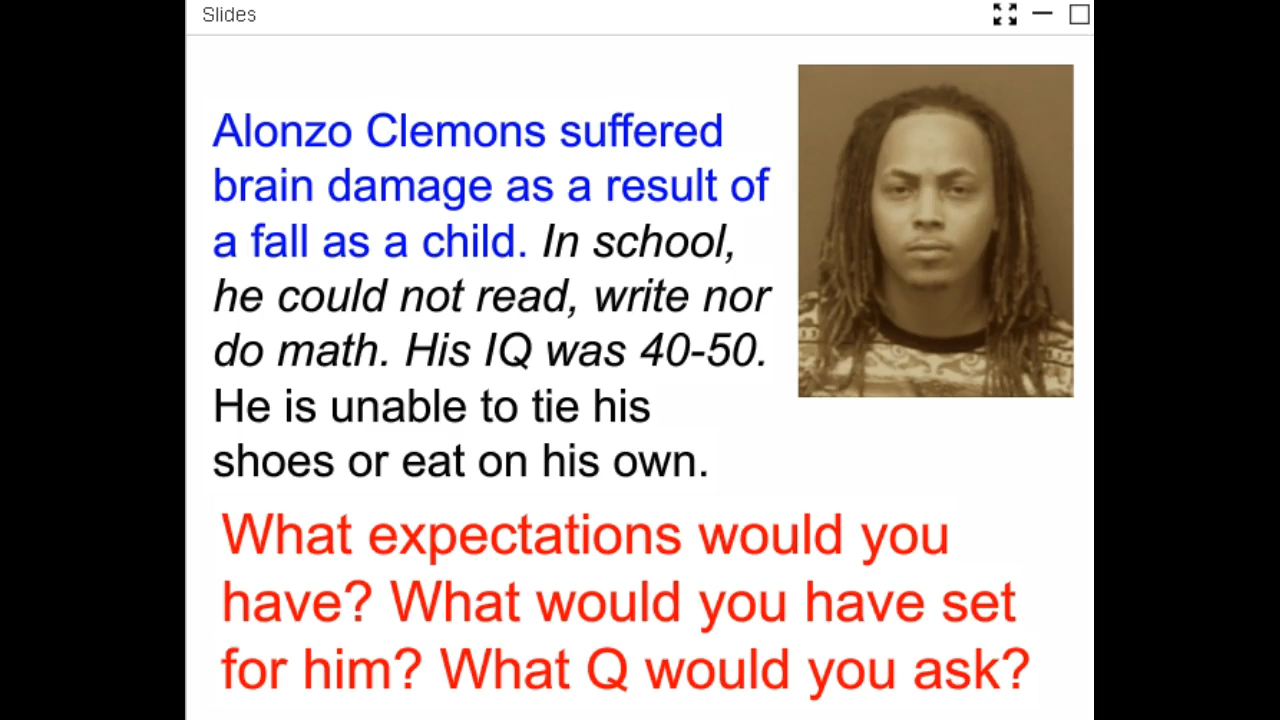 Slides
Alonzo Clemons suffered
brain damage as a result of
a fall as a child. In school,
he could not read, write nor
do math. His IQ was 40-50.
He is unable to tie his
shoes or eat on his own.
What expectations would you
have? What would you have set
for him? What Q would you ask?